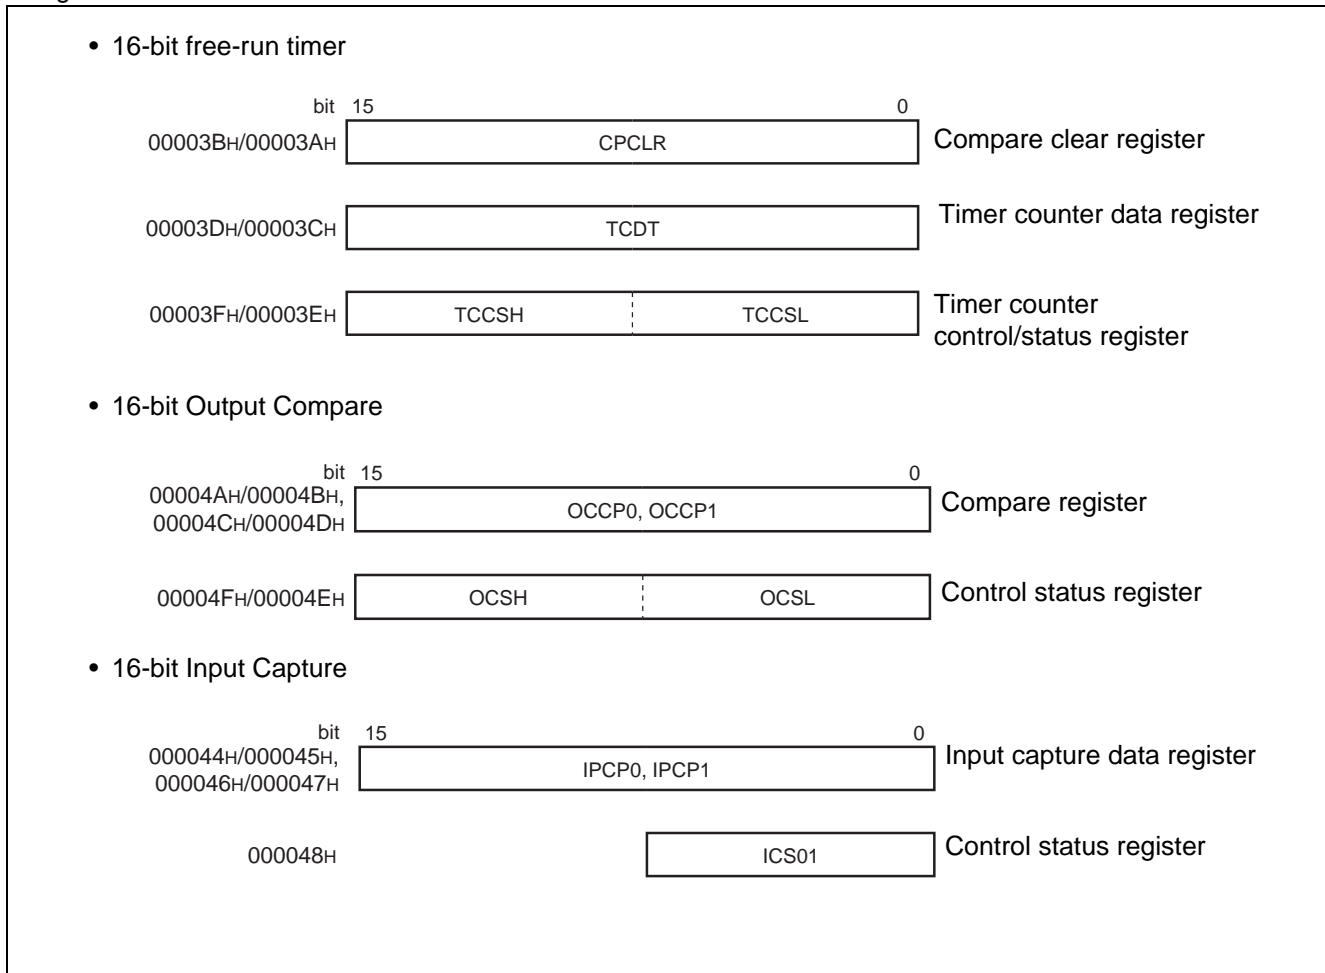 • 16-bit free-run timer
bit 15 0
00003BH/00003AH CPCLR Compare clear register
00003DH/00003CH TCDT Timer counter data register
00003FH/00003EH TCCSH TCCSL Timer counter
control/status register
• 16-bit Output Compare
bit 15 0
00004AH/00004BH,
00004CH/00004DH OCCP0, OCCP1 Compare register
00004FH/00004EH OCSH OCSL Control status register
• 16-bit Input Capture
bit 15 0
000044H/000045H,
000046H/000047H IPCP0, IPCP1 Input capture data register
000048H ICS01 Control status register